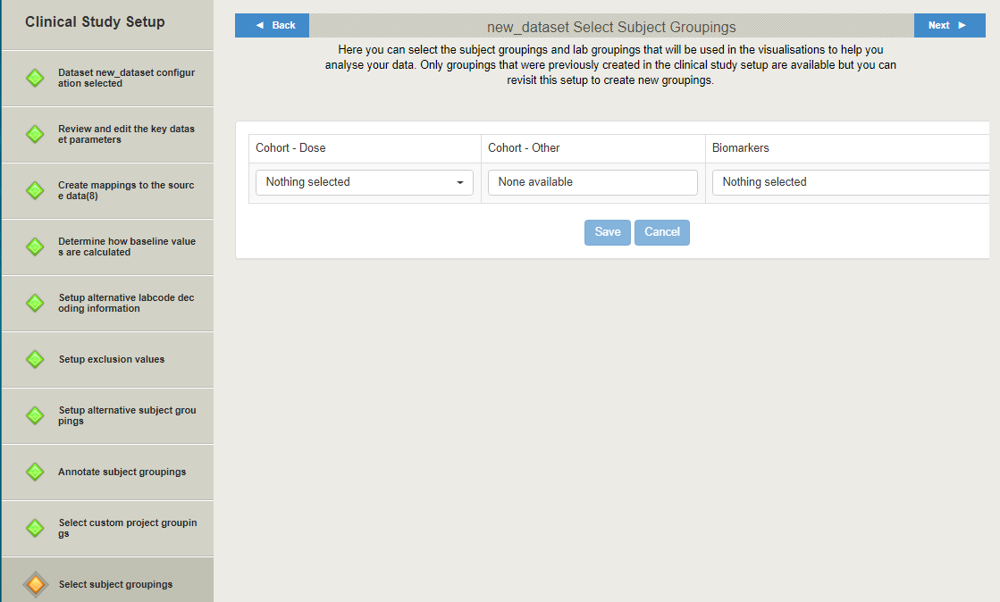 Clinical Study Setup
Dataset new_dataset configur
ation selected
Review and edit the key datas
et parameters
Create mappings to the sourc
e data(8)
Determine how baseline value
s are calculated
Setup alternative labcode dec
oding information
Setup exclusion values
Setup alternative subject grou
pings
Annotate subject groupings
Select custom project groupin
gs
Select subject groupings
Back
new_dataset Select Subject Groupings
Next
Here you can select the subject groupings and lab groupings that will be used in the visualisations to help you
analyse your data. Only groupings that were previously created in the clinical study setup are available but you can
revisit this setup to create new groupings.
Cohort - Dose
Cohort - Other
Biomarkers
Nothing selected
None available
Nothing selected
Save
Cancel